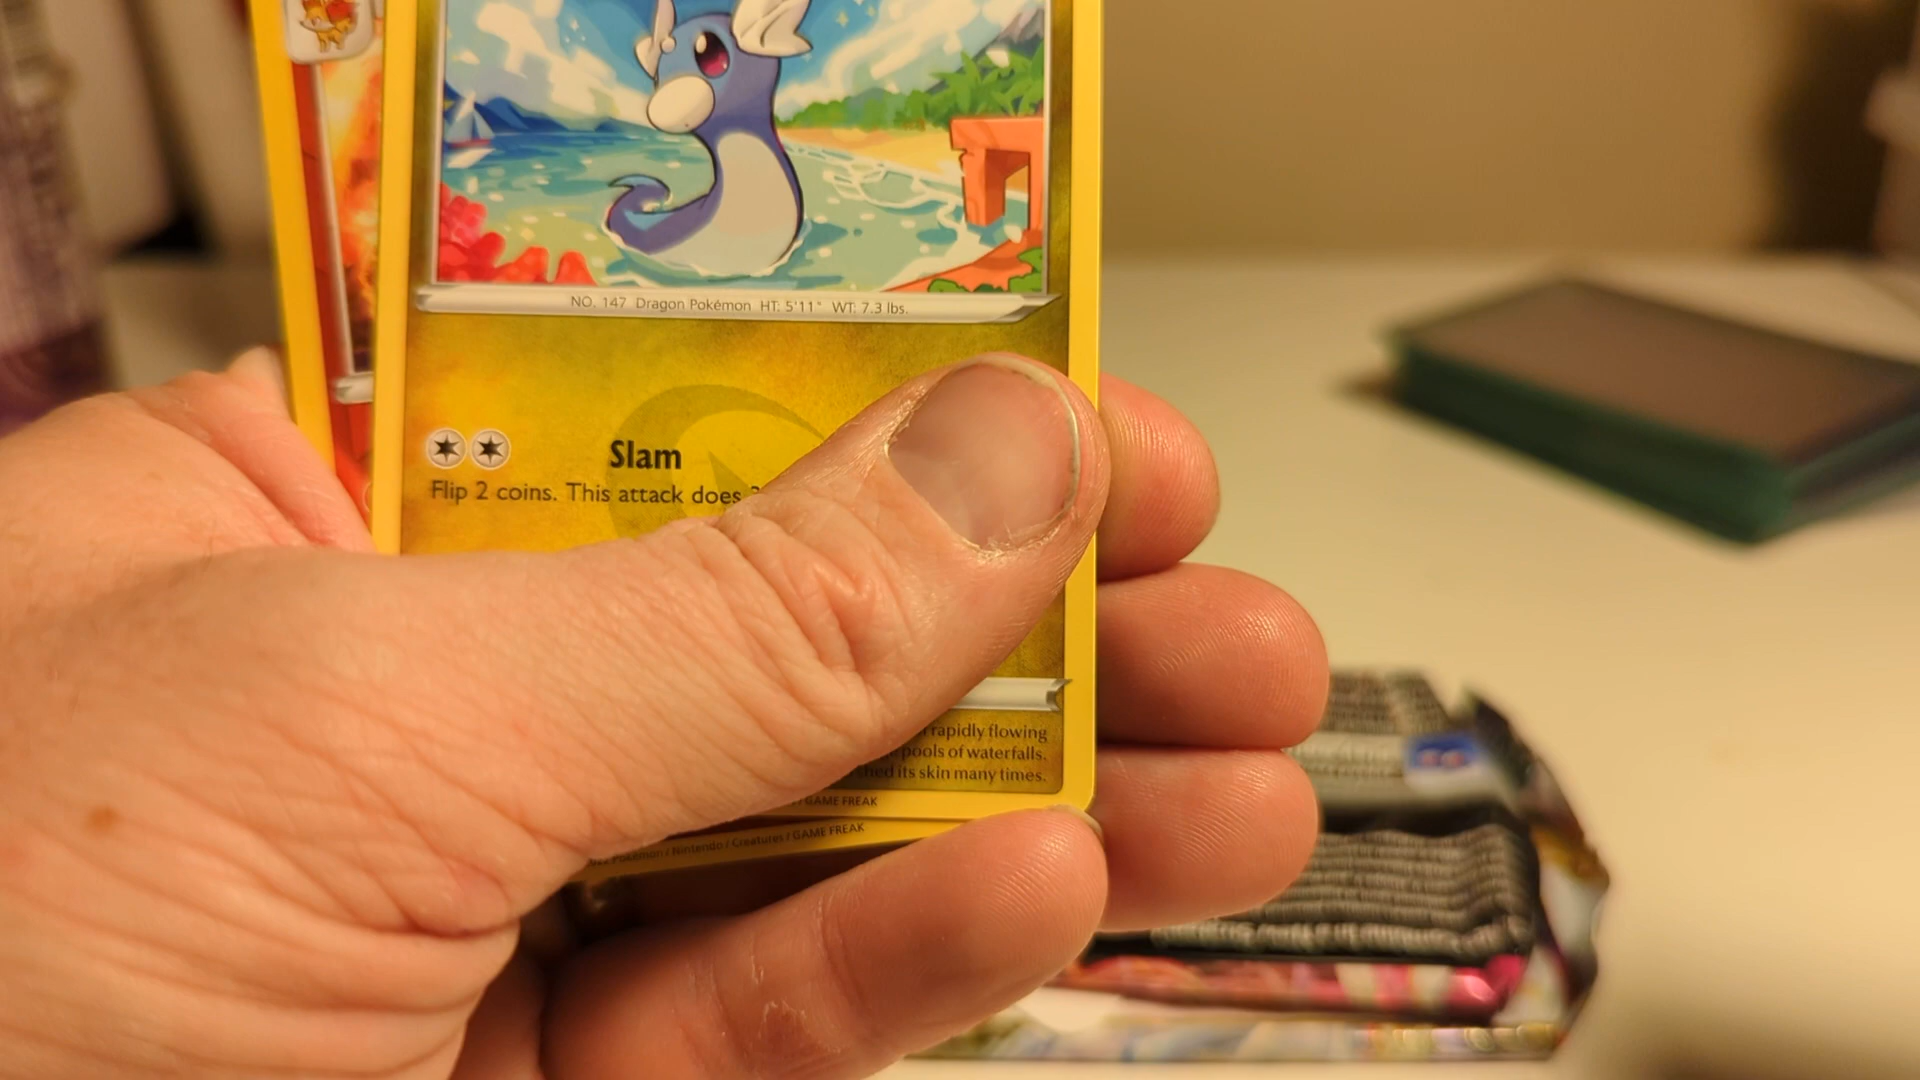 NO. 147 Dragon Pokémon HT: 5'11" WT: 7.3 lbs.
Slam
Flip 2 coins. This attack does
rapidly flowing
pools of waterfalls.
its skin many times.
/ GAME FREAK
Pokémon / Nintendo / Creatures / GAME FREAK